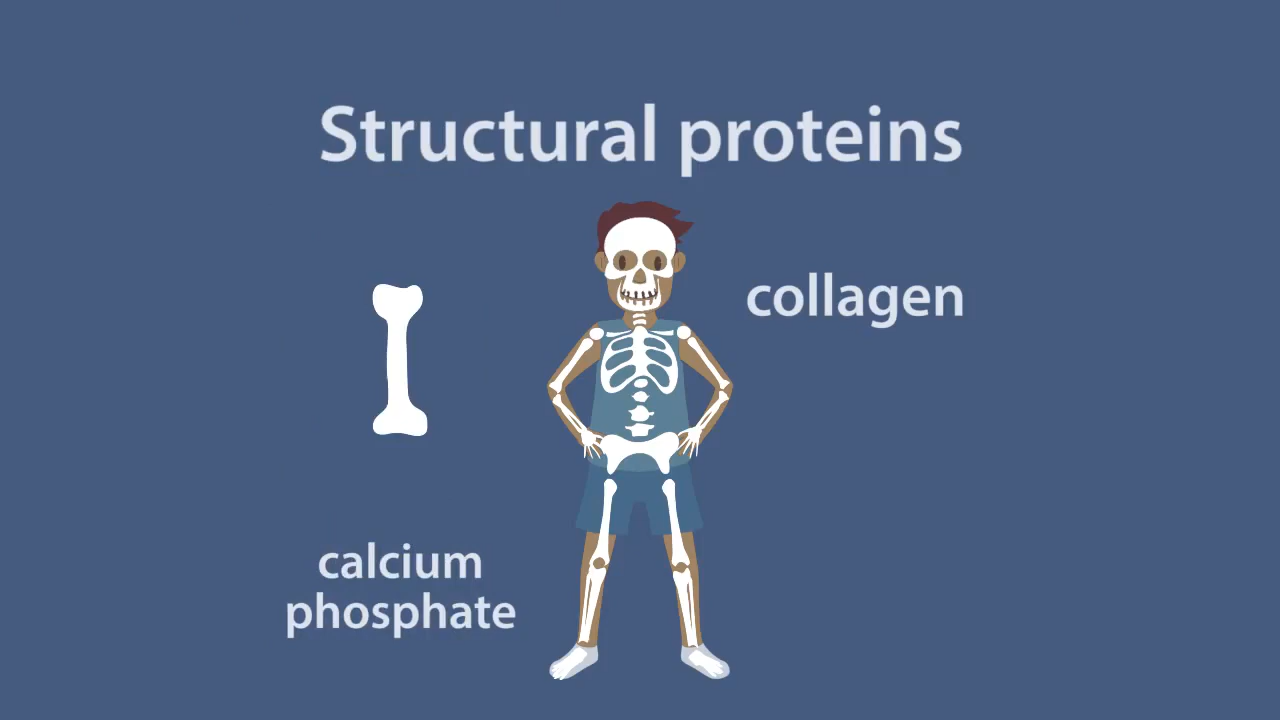 Structural proteins
collagen
calcium
phosphate